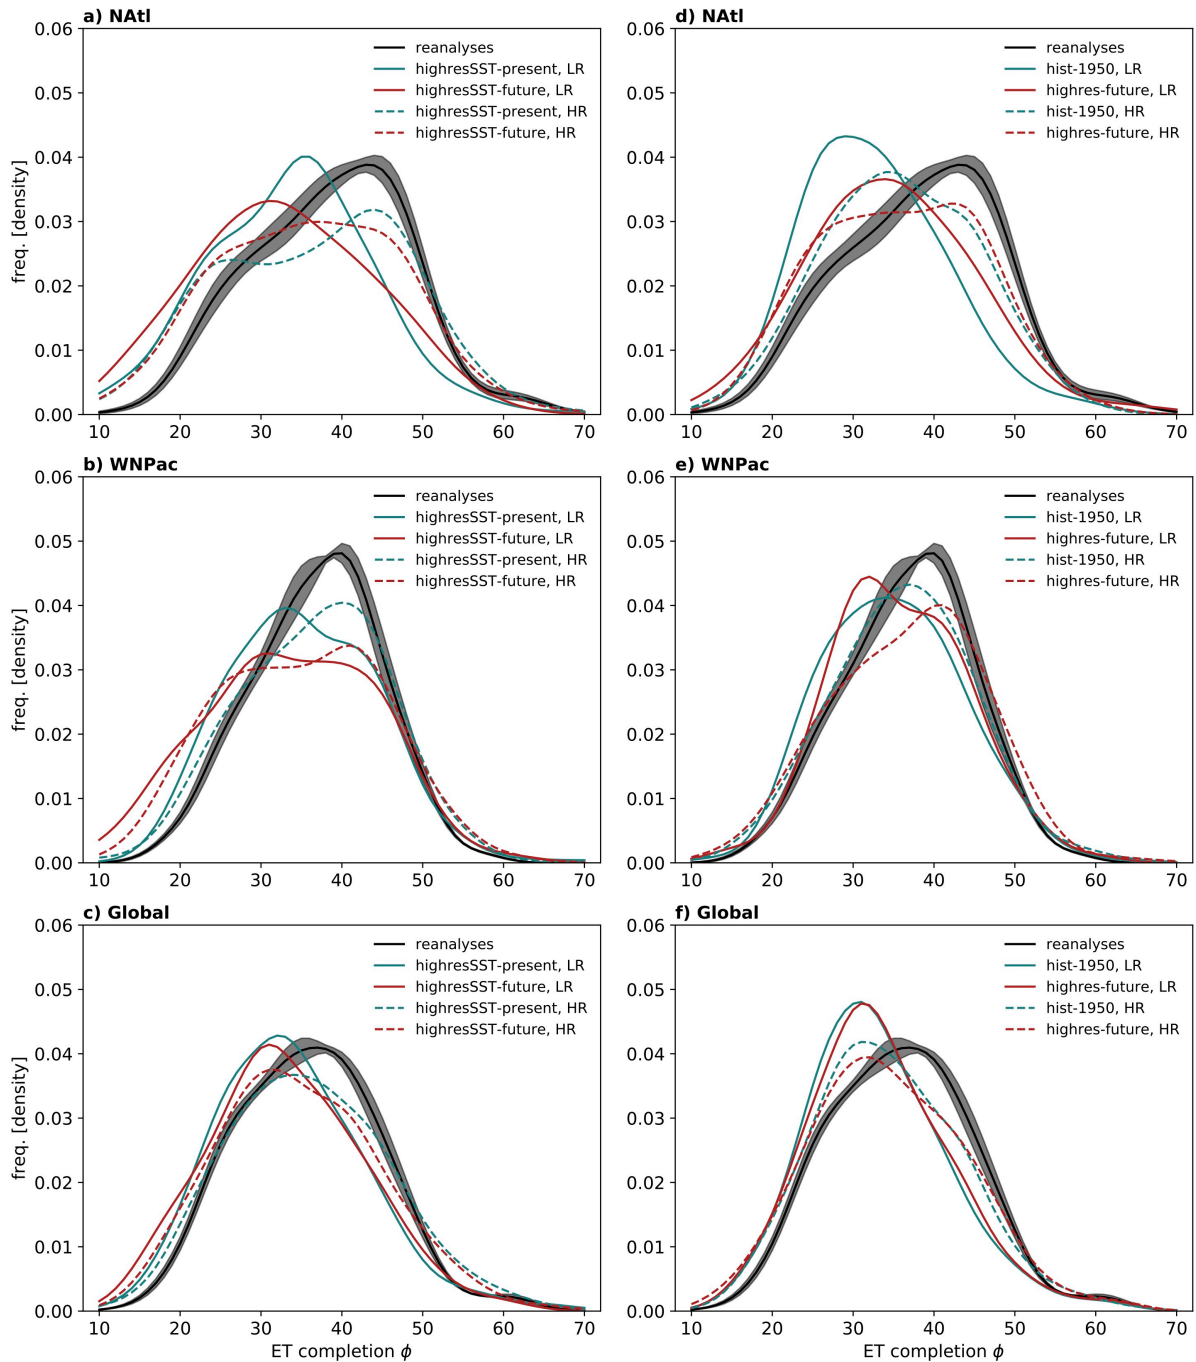 a) NAtl
0.06
0.05
0.04
0.03
0.02
0.01
0.00
freq. [density]
10 20 30 40 50 60 70
reanalyses
highresSST-present, LR
highresSST-future, LR
highresSST-present, HR
highresSST-future, HR
d) NAtl
0.06
0.05
0.04
0.03
0.02
0.01
0.00
10 20 30 40 50 60 70
reanalyses
hist-1950, LR
highres-future, LR
hist-1950, HR
highres-future, HR
b) WNPac
0.06
0.05
0.04
0.03
0.02
0.01
0.00
freq. [density]
10 20 30 40 50 60 70
reanalyses
highresSST-present, LR
highresSST-future, LR
highresSST-present, HR
highresSST-future, HR
e) WNPac
0.06
0.05
0.04
0.03
0.02
0.01
0.00
10 20 30 40 50 60 70
reanalyses
hist-1950, LR
highres-future, LR
hist-1950, HR
highres-future, HR
c) Global
0.06
0.05
0.04
0.03
0.02
0.01
0.00
freq. [density]
10 20 30 40 50 60 70
ET completion ϕ
reanalyses
highresSST-present, LR
highresSST-future, LR
highresSST-present, HR
highresSST-future, HR
f) Global
0.06
0.05
0.04
0.03
0.02
0.01
0.00
10 20 30 40 50 60 70
ET completion ϕ
reanalyses
hist-1950, LR
highres-future, LR
hist-1950, HR
highres-future, HR